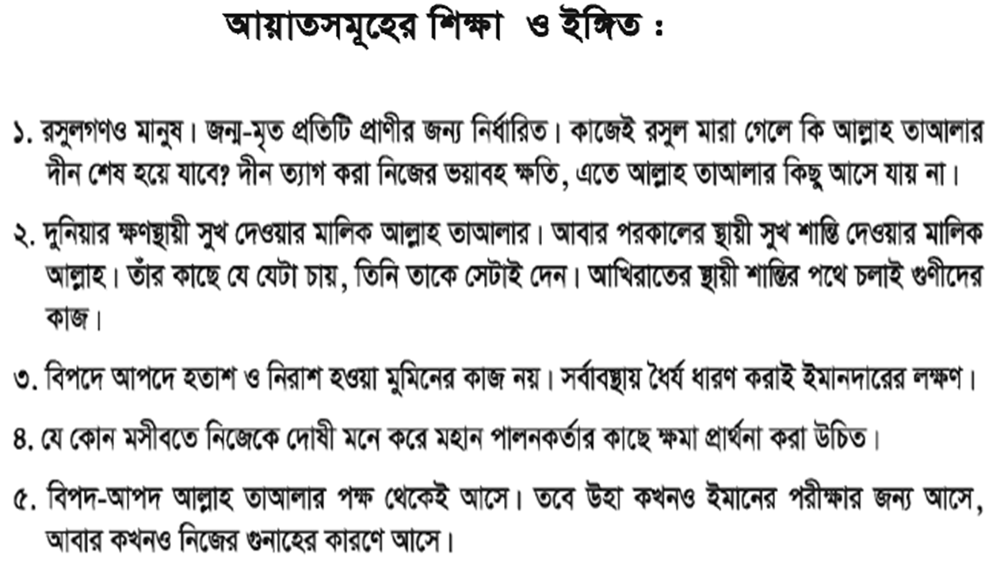 আয়াতসমূহের শিক্ষা ও ইঙ্গিত :
১. রসুলগণও মানুষ। জন্ম-মৃত প্রতিটি প্রাণীর জন্য নির্ধারিত। কাজেই রসুল মারা গেলে কি আল্লাহ তাআলার
দীন শেষ হয়ে যাবে? দীন ত্যাগ করা নিজের ভয়াবহ ক্ষতি, এতে আল্লাহ তাআলার কিছু আসে যায় না।
২. দুনিয়ার ক্ষণস্থায়ী সুখ দেওয়ার মালিক আল্লাহ তাআলার। আবার পরকালের স্থায়ী সুখ শান্তি দেওয়ার মালিক
আল্লাহ। তাঁর কাছে যে যেটা চায়, তিনি তাকে সেটাই দেন। আখিরাতের স্থায়ী শান্তির পথে চলাই গুণীদের
কাজ।
৩. বিপদে আপদে হতাশ ও নিরাশ হওয়া মুমিনের কাজ নয়। সর্বাবস্থায় ধৈর্য ধারণ করাই ইমানদারের লক্ষণ।
৪. যে কোন মসীবতে নিজেকে দোষী মনে করে মহান পালনকর্তার কাছে ক্ষমা প্রার্থনা করা উচিত।
৫. বিপদ-আপদ আল্লাহ তাআলার পক্ষ থেকেই আসে। তবে উহা কখনও ইমানের পরীক্ষার জন্য আসে,
আবার কখনও নিজের গুনাহের কারণে আসে।